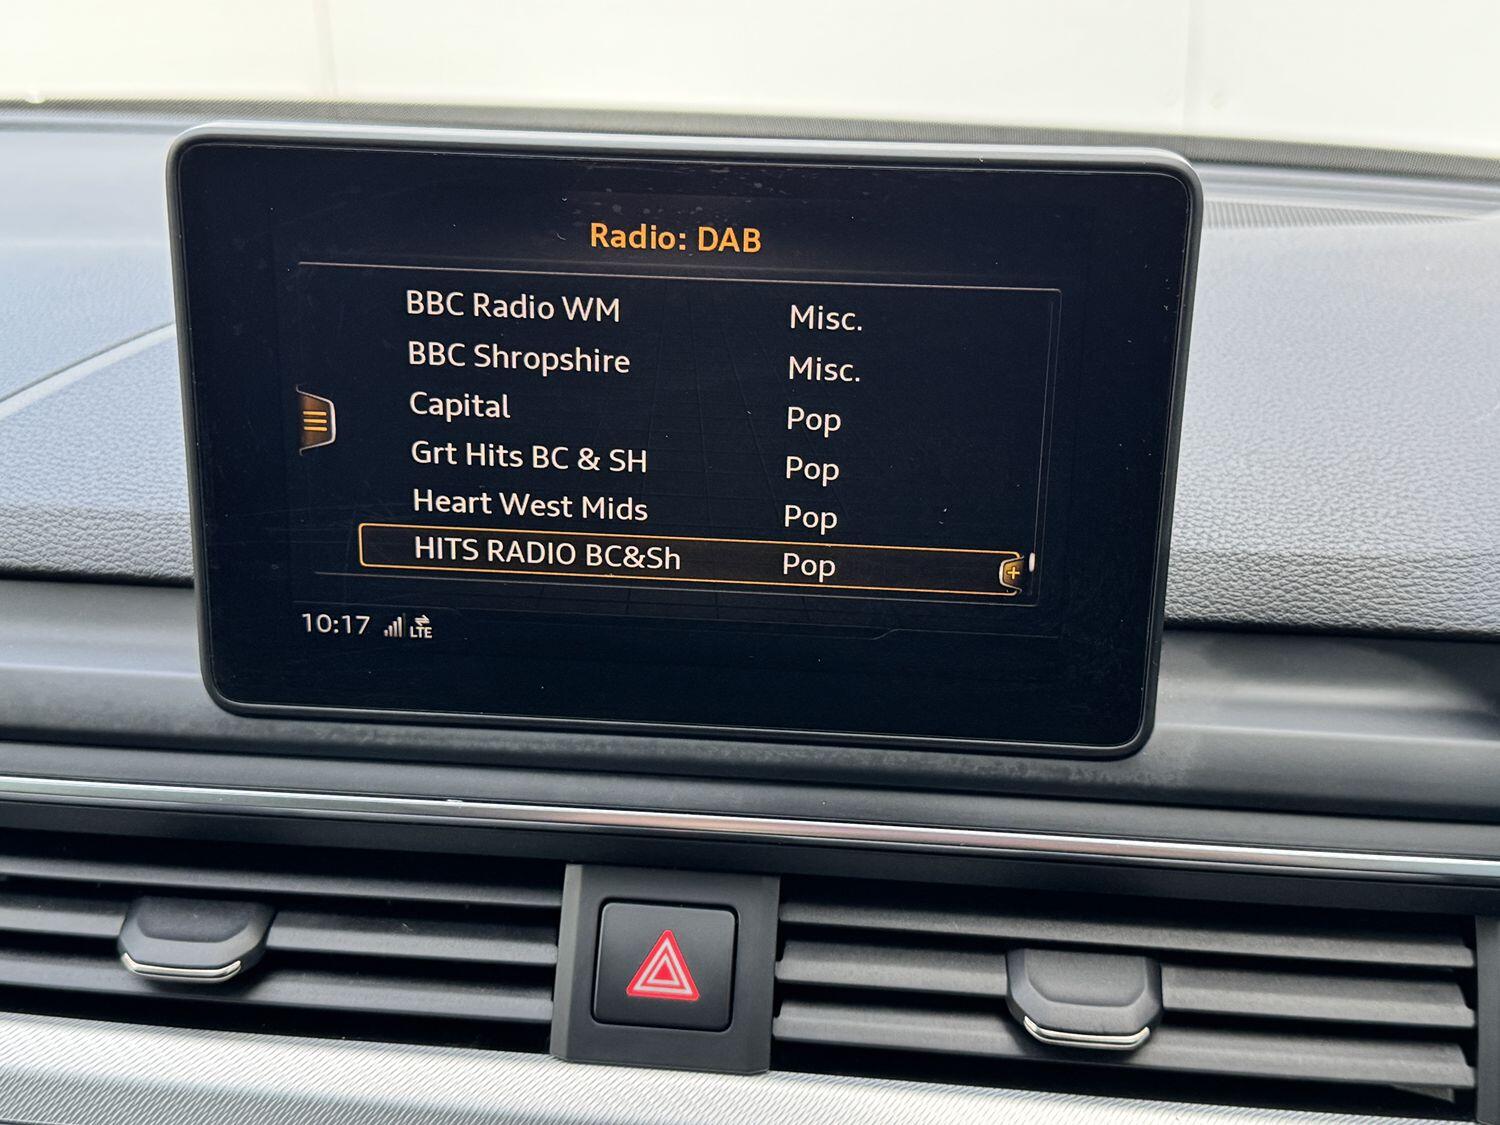 Radio: DAB
BBC Radio WM Misc.
BBC Shropshire Misc.
Capital Pop
Grt Hits BC & SH Pop
Heart West Mids Pop
HITS RADIO BC&Sh Pop
10:17 LTE